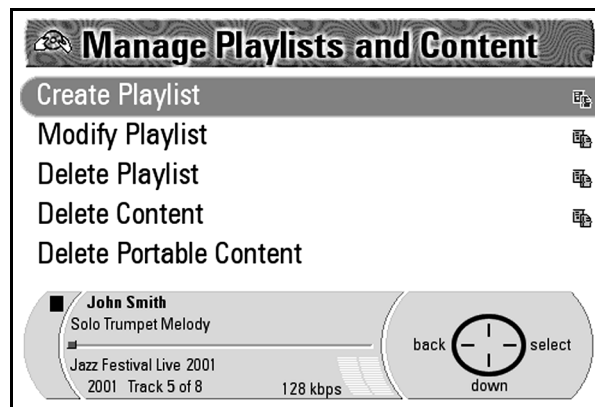 Manage Playlists and Content
Create Playlist
Modify Playlist
Delete Playlist
Delete Content
Delete Portable Content
John Smith
Solo Trumpet Melody
Jazz Festival Live 2001
2001 Track 5 of 8 128 kbps
back select
down